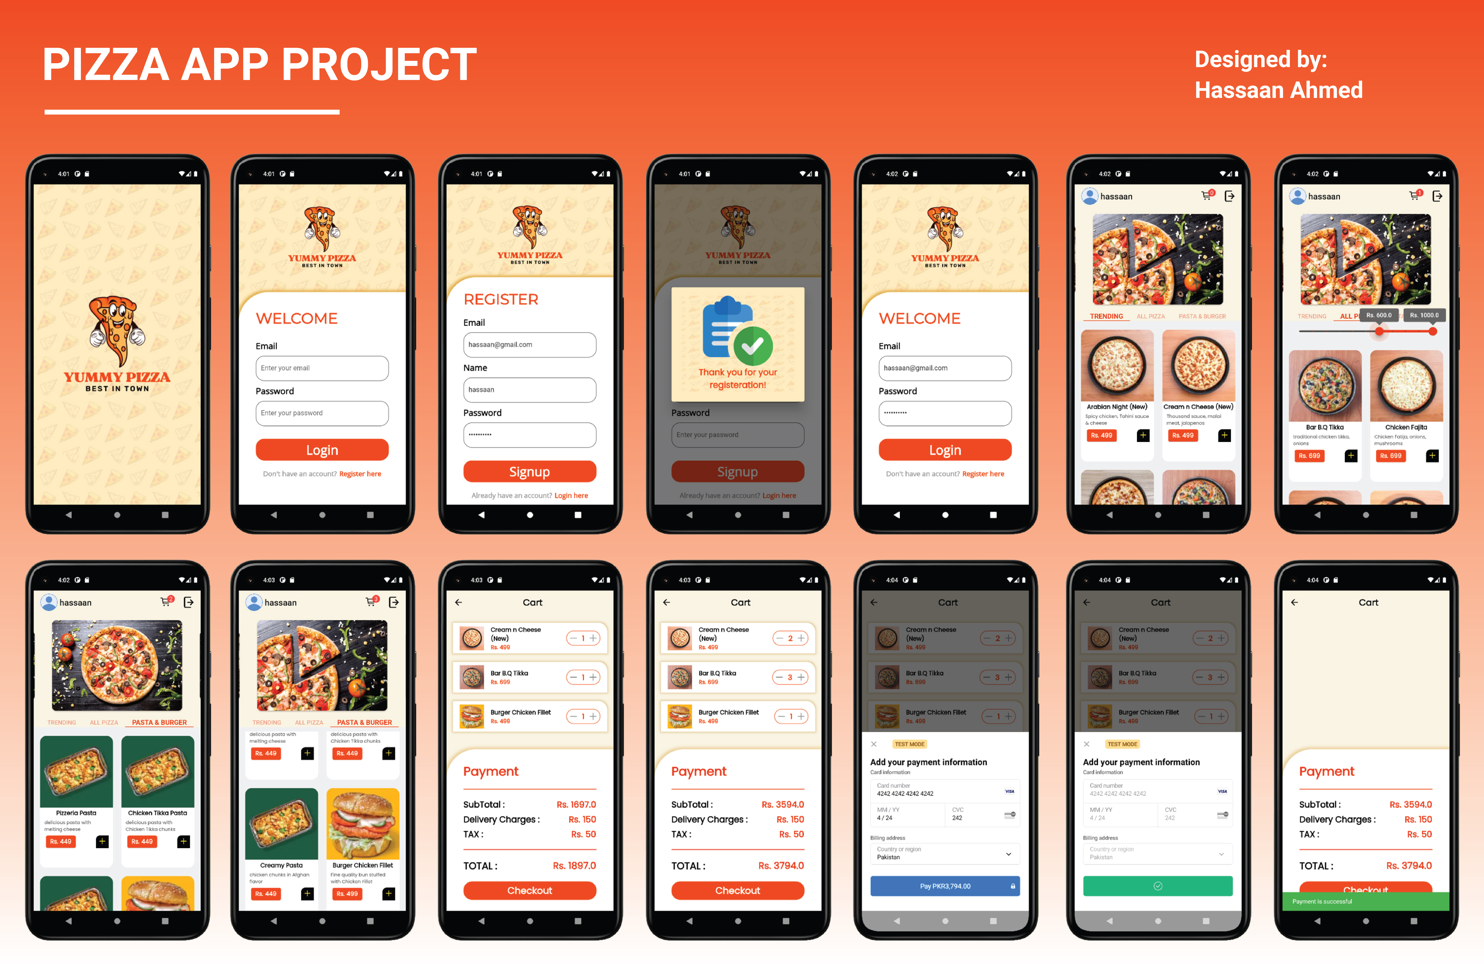 PIZZA APP PROJECT
Designed by:
Hassaan Ahmed
4:01
YUMMY PIZZA
BEST IN TOWN
4:01
YUMMY PIZZA
BEST IN TOWN
WELCOME
Email
Enter your email
Password
Enter your password
Login
Don't have an account? Register here
4:01
YUMMY PIZZA
BEST IN TOWN
REGISTER
Email
hassaan@gmail.com
Name
hassaan
Password
••••••••••
Signup
Already have an account? Login here
4:01
YUMMY PIZZA
BEST IN TOWN
Thank you for your
registeration!
Password
Enter your password
Signup
Already have an account? Login here
4:02
YUMMY PIZZA
BEST IN TOWN
WELCOME
Email
hassaan@gmail.com
Password
••••••••••
Login
Don't have an account? Register here
4:02
hassaan
0
TRENDING ALL PIZZA PASTA & BURGER
Arabian Night (New) Cream n Cheese (New)
Spicy chicken, Tahini sauce
& cheese
Thousand sauce, malai
meat, jalapenos
Rs. 499 + Rs. 499 +
4:02
hassaan
1
TRENDING ALL P Rs. 600.0 Rs. 1000.0
Bar B.Q Tikka Chicken Fajita
traditional chicken tikka,
onions
Chicken Fajita, onions,
mushrooms
Rs. 699 + Rs. 699 +
4:02
hassaan
2
TRENDING ALL PIZZA PASTA & BURGER
Pizzeria Pasta Chicken Tikka Pasta
delicious pasta with
melting cheese
delicious pasta with
Chicken Tikka chunks
Rs. 449 + Rs. 449 +
4:03
hassaan
3
TRENDING ALL PIZZA PASTA & BURGER
delicious pasta with
melting cheese
delicious pasta with
Chicken Tikka chunks
Rs. 449 + Rs. 449 +
Creamy Pasta Burger Chicken Fillet
chicken chunks in Afghan
flavor
Fine quality bun stuffed
with Chicken fillet
Rs. 449 + Rs. 499 +
4:03
Cart
Cream n Cheese
(New)
Rs. 499
− 1 +
Bar B.Q Tikka
Rs. 699
− 1 +
Burger Chicken Fillet
Rs. 499
− 1 +
Payment
SubTotal : Rs. 1697.0
Delivery Charges : Rs. 150
TAX : Rs. 50
TOTAL : Rs. 1897.0
Checkout
4:03
Cart
Cream n Cheese
(New)
Rs. 499
− 2 +
Bar B.Q Tikka
Rs. 699
− 3 +
Burger Chicken Fillet
Rs. 499
− 1 +
Payment
SubTotal : Rs. 3594.0
Delivery Charges : Rs. 150
TAX : Rs. 50
TOTAL : Rs. 3794.0
Checkout
4:04
Cart
Cream n Cheese
(New)
Rs. 499
− 2 +
Bar B.Q Tikka
Rs. 699
− 3 +
Burger Chicken Fillet
Rs. 499
− 1 +
TEST MODE
Add your payment information
Card information
Card number
4242 4242 4242 4242
VISA
MM / YY CVC
4 / 24 242
Billing address
Country or region
Pakistan
Pay PKR3,794.00
4:04
Cart
Cream n Cheese
(New)
Rs. 499
− 2 +
Bar B.Q Tikka
Rs. 699
− 3 +
Burger Chicken Fillet
Rs. 499
− 1 +
TEST MODE
Add your payment information
Card information
Card number
4242 4242 4242 4242
VISA
MM / YY CVC
4 / 24 242
Billing address
Country or region
Pakistan
4:04
Cart
Payment
SubTotal : Rs. 3594.0
Delivery Charges : Rs. 150
TAX : Rs. 50
TOTAL : Rs. 3794.0
Checkout
Payment is successful